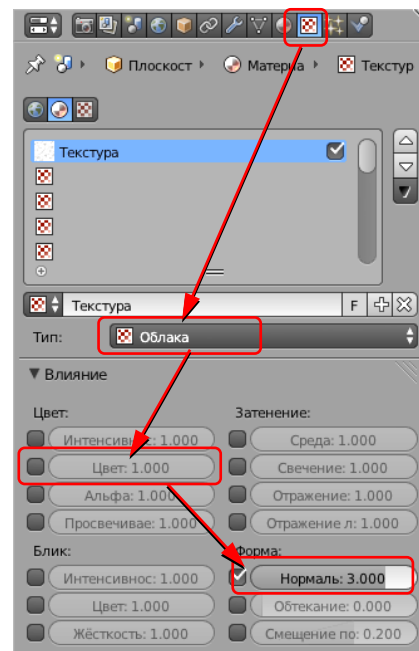 Плоскост Материа Текстур
Текстура
Текстура F
Тип: Облака
Влияние
Цвет: Затенение:
Интенсивнос: 1.000 Среда: 1.000
Цвет: 1.000 Свечение: 1.000
Альфа: 1.000 Отражение: 1.000
Просвечивае: 1.000 Отражение л: 1.000
Блик: Форма:
Интенсивнос: 1.000 Нормаль: 3.000
Цвет: 1.000 Обтекание: 0.000
Жёсткость: 1.000 Смещение по: 0.200